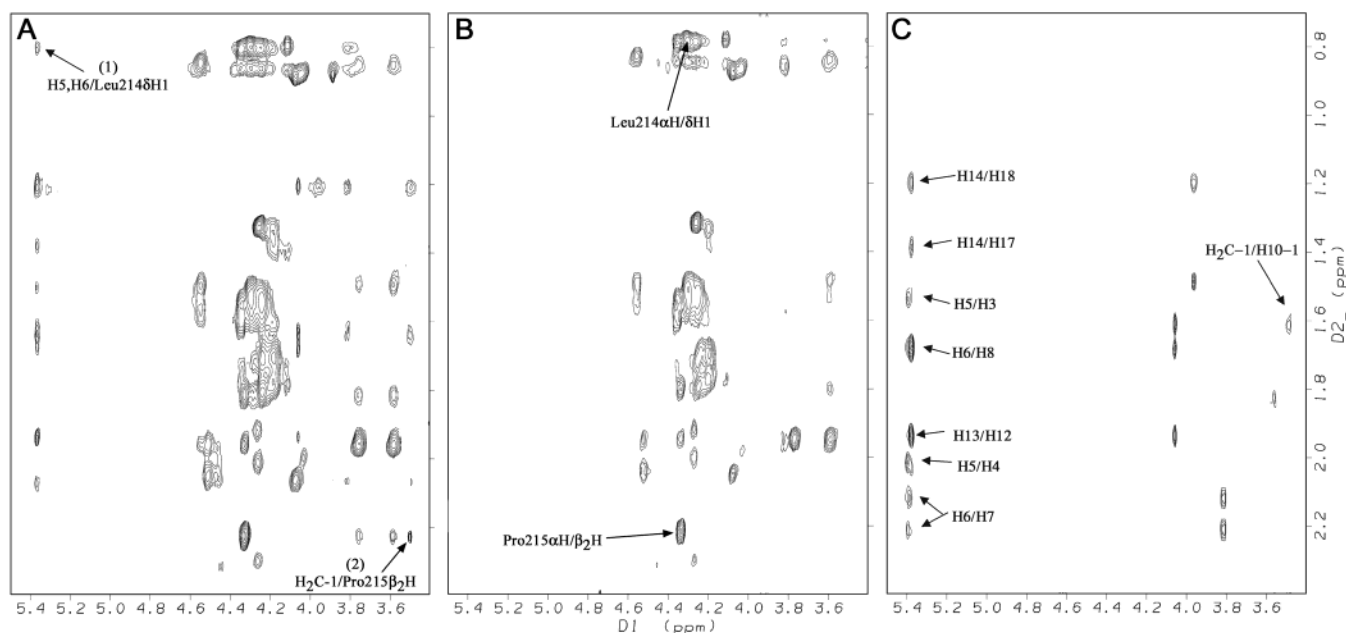 A
B
C
(1)
H5,H6/Leu214δH1
Leu214αH/δH1
H14/H18
H14/H17
H2C-1/H10-1
H5/H3
H6/H8
H13/H12
H5/H4
H6/H7
Pro215αH/β2H
(2)
H2C-1/Pro215β2H
0.8
1.0
1.2
1.4
1.6
1.8
2.0
2.2
D2_ (ppm)
5.4 5.2 5.0 4.8 4.6 4.4 4.2 4.0 3.8 3.6
5.4 5.2 5.0 4.8 4.6 4.4 4.2 4.0 3.8 3.6
5.4 5.2 5.0 4.8 4.6 4.4 4.2 4.0 3.8 3.6
D1 (ppm)